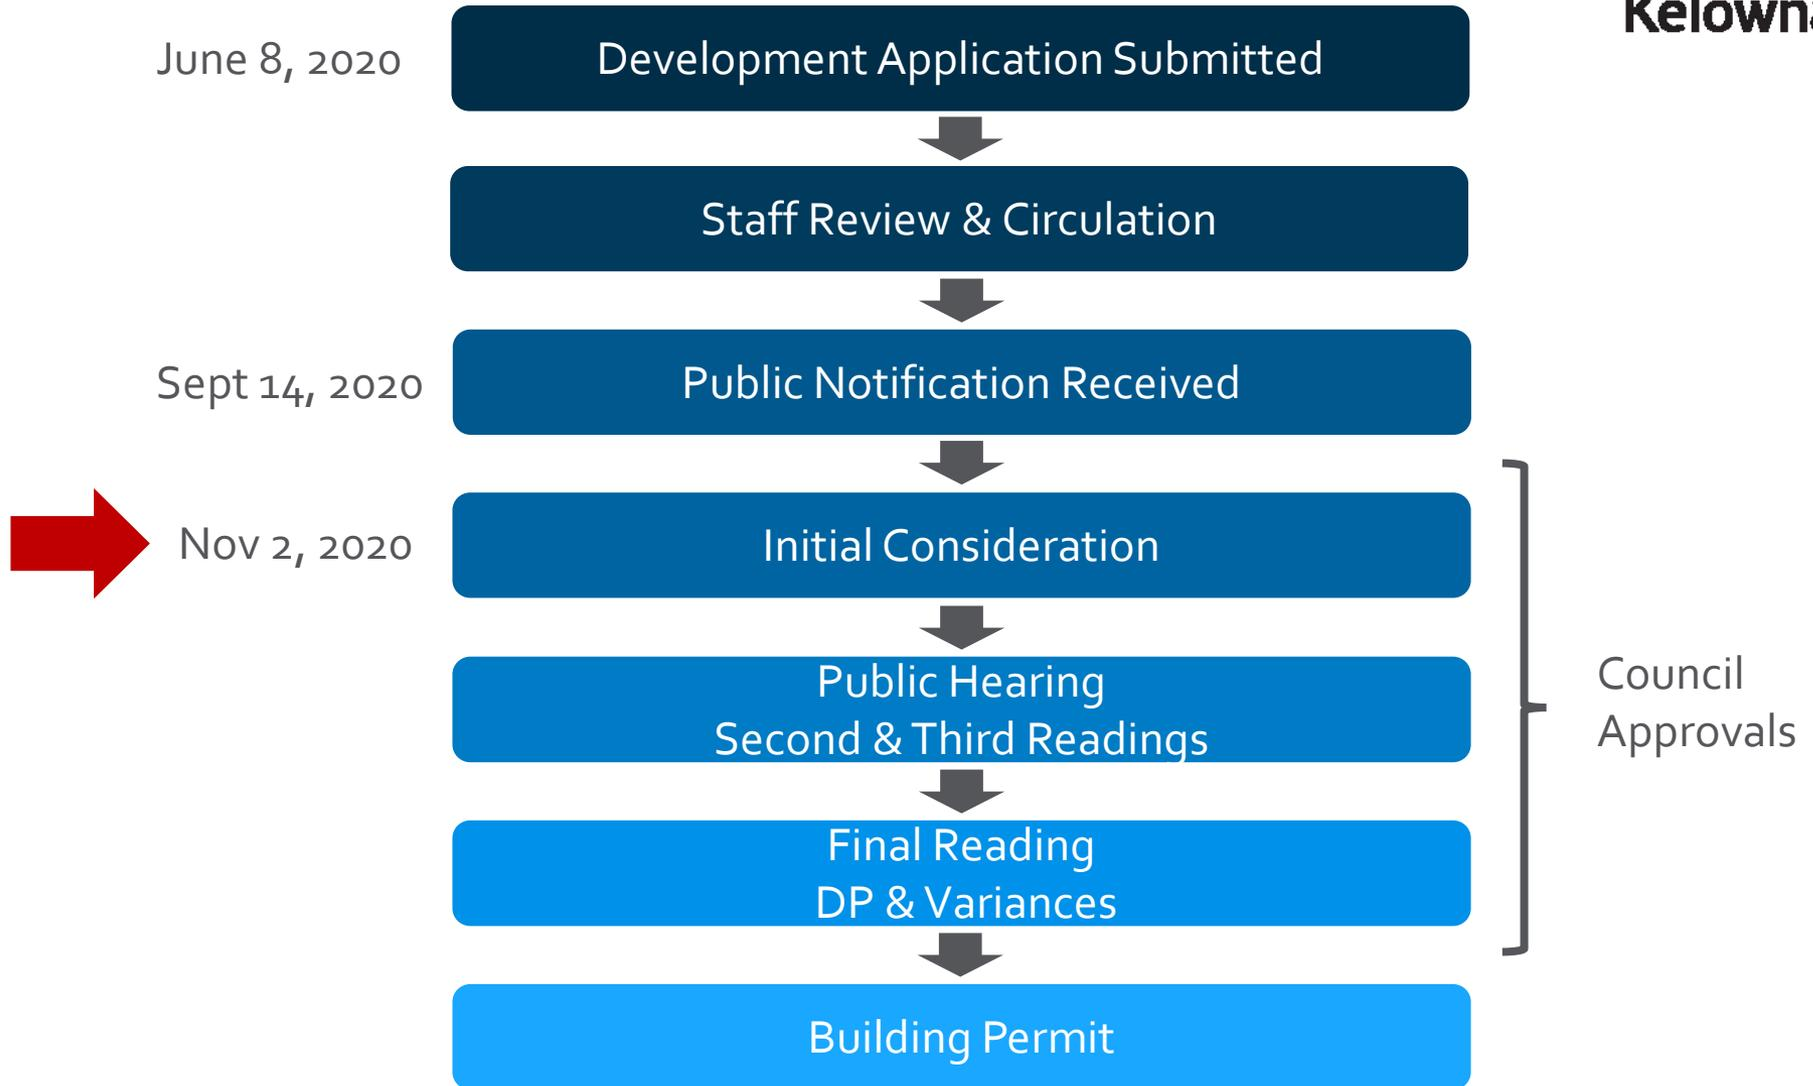 Kelowna
June 8, 2020
Development Application Submitted
Staff Review & Circulation
Sept 14, 2020
Public Notification Received
Nov 2, 2020
Initial Consideration
Public Hearing
Second & Third Readings
Council
Approvals
Final Reading
DP & Variances
Building Permit